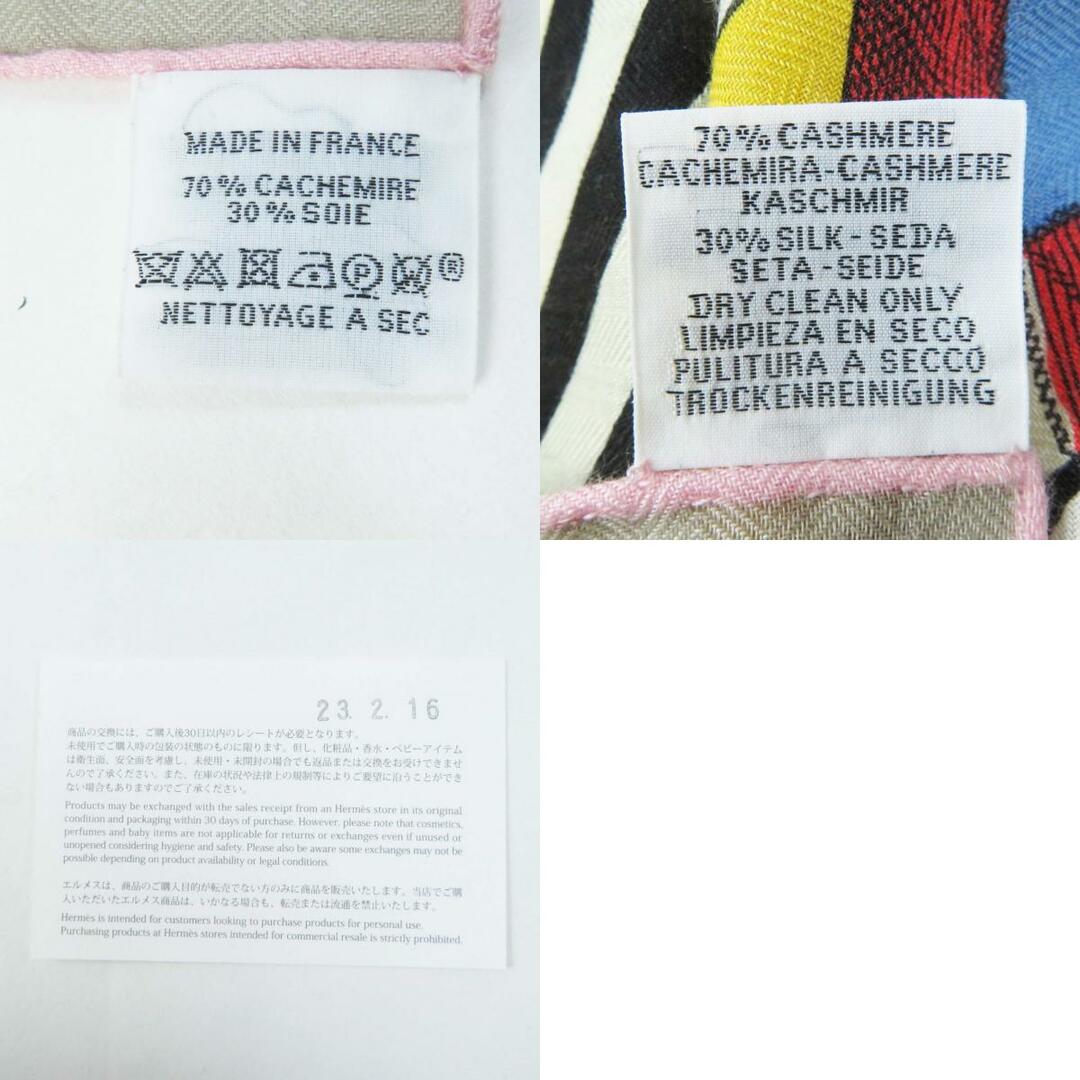 MADE IN FRANCE
70% CACHEMIRE
30% SOIE
®
NETTOYAGE A SEC
70% CASHMERE
CACHEMIRA-CASHMERE
KASCHMIR
30% SILK-SEDA
SETA-SEIDE
DRY CLEAN ONLY
LIMPIEZA EN SECO
PULITURA A SECCO
TROCKENREINIGUNG
23. 2. 16
商品の交換には、ご購入後30日以内のレシートが必要となります。
未使用でご購入時の包装の状態のものに限ります。但し、化粧品・香水・ベビーアイテム
は衛生面、安全面を考慮し、未使用・未開封の場合でも返品または交換をお受けできませ
んので了承ください。また、在庫の状況や法律上の規制等によりご要望に沿うことができ
ない場合もありますのでご了承ください。
Products may be exchanged with the sales receipt from an Hermès store in its original
condition and packaging within 30 days of purchase. However, please note that cosmetics,
perfumes and baby items are not applicable for returns or exchanges even if unused or
unopened considering hygiene and safety. Please also be aware some exchanges may not be
possible depending on product availability or legal conditions.
エルメスは、商品のご購入目的が転売でない方のみに商品を販売いたします。当店でご購
入いただいたエルメス商品は、いかなる場合も、転売または流通を禁止いたします。
Hermès is intended for customers looking to purchase products for personal use.
Purchasing products at Hermès stores intended for commercial resale is strictly prohibited.